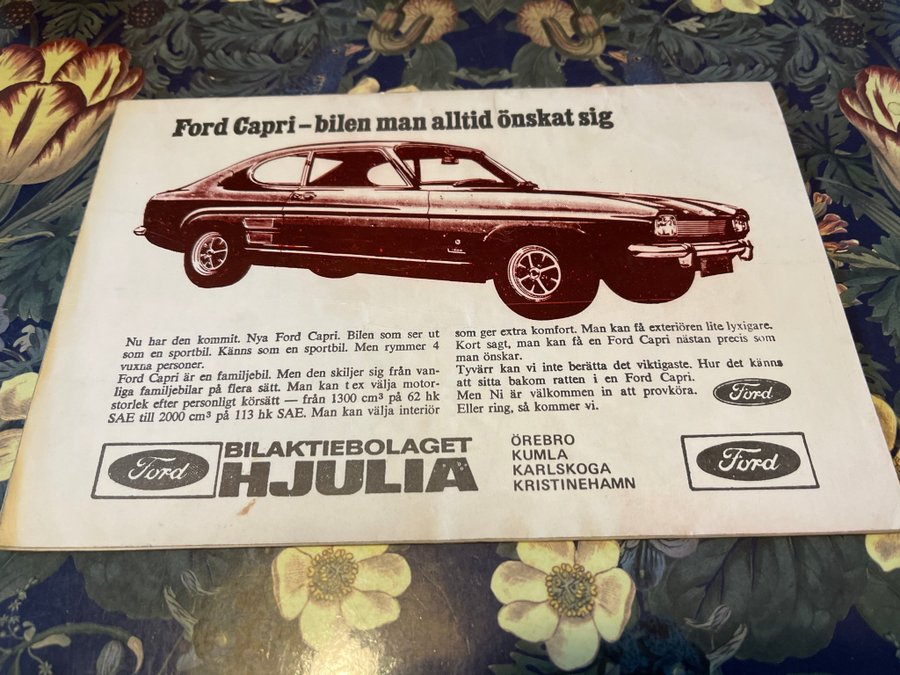 Ford Capri – bilen man alltid önskat sig
Nu har den kommit. Nya Ford Capri. Bilen som ser ut
som en sportbil. Känns som en sportbil. Men rymmer 4
vuxna personer.
Ford Capri är en familjebil. Men den skiljer sig från van-
liga familjebilar på flera sätt. Man kan t ex välja motor-
storlek efter personligt körsätt — från 1300 cm³ på 62 hk
SAE till 2000 cm³ på 113 hk SAE. Man kan välja interiör
som ger extra komfort. Man kan få exteriören lite lyxigare.
Kort sagt, man kan få en Ford Capri nästan precis som
man önskar.
Tyvärr kan vi inte berätta det viktigaste. Hur det känns
att sitta bakom ratten i en Ford Capri.
Men Ni är välkommen in att provköra.
Eller ring, så kommer vi.
Ford
Ford
BILAKTIEBOLAGET
HJULIA
ÖREBRO
KUMLA
KARLSKOGA
KRISTINEHAMN
Ford